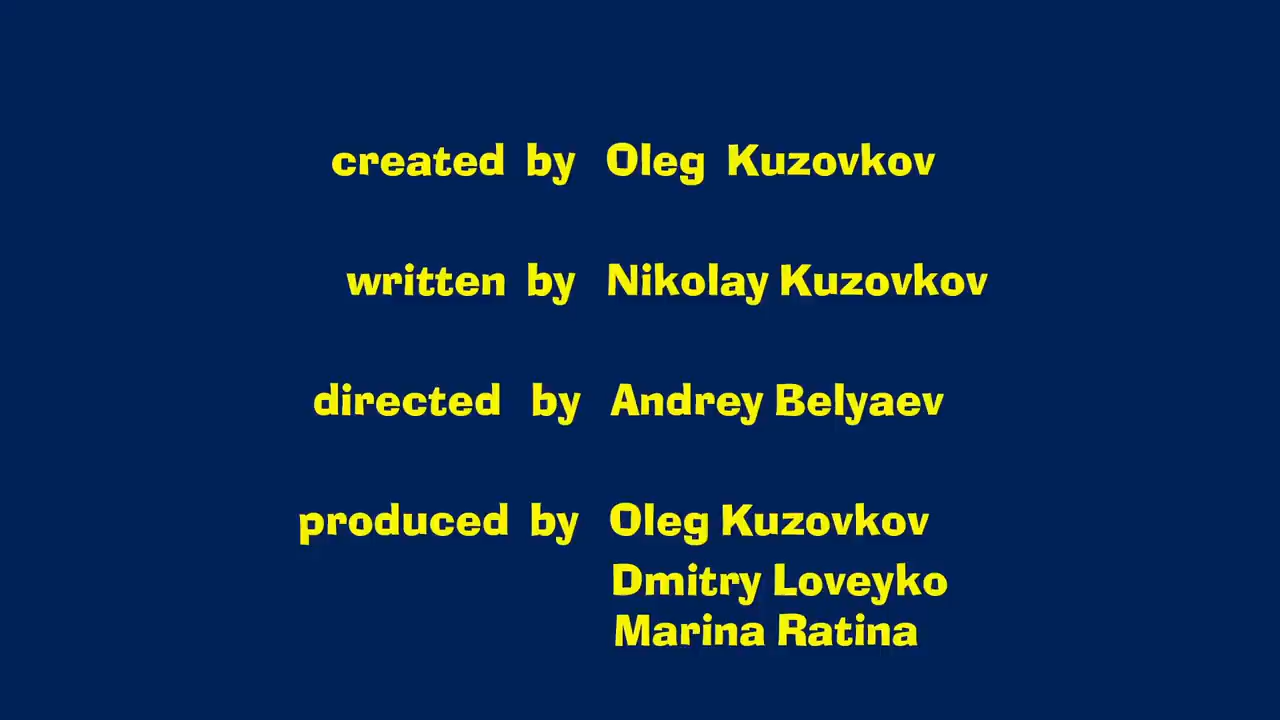 created by Oleg Kuzovkov
written by Nikolay Kuzovkov
directed by Andrey Belyaev
produced by Oleg Kuzovkov
Dmitry Loveyko
Marina Ratina